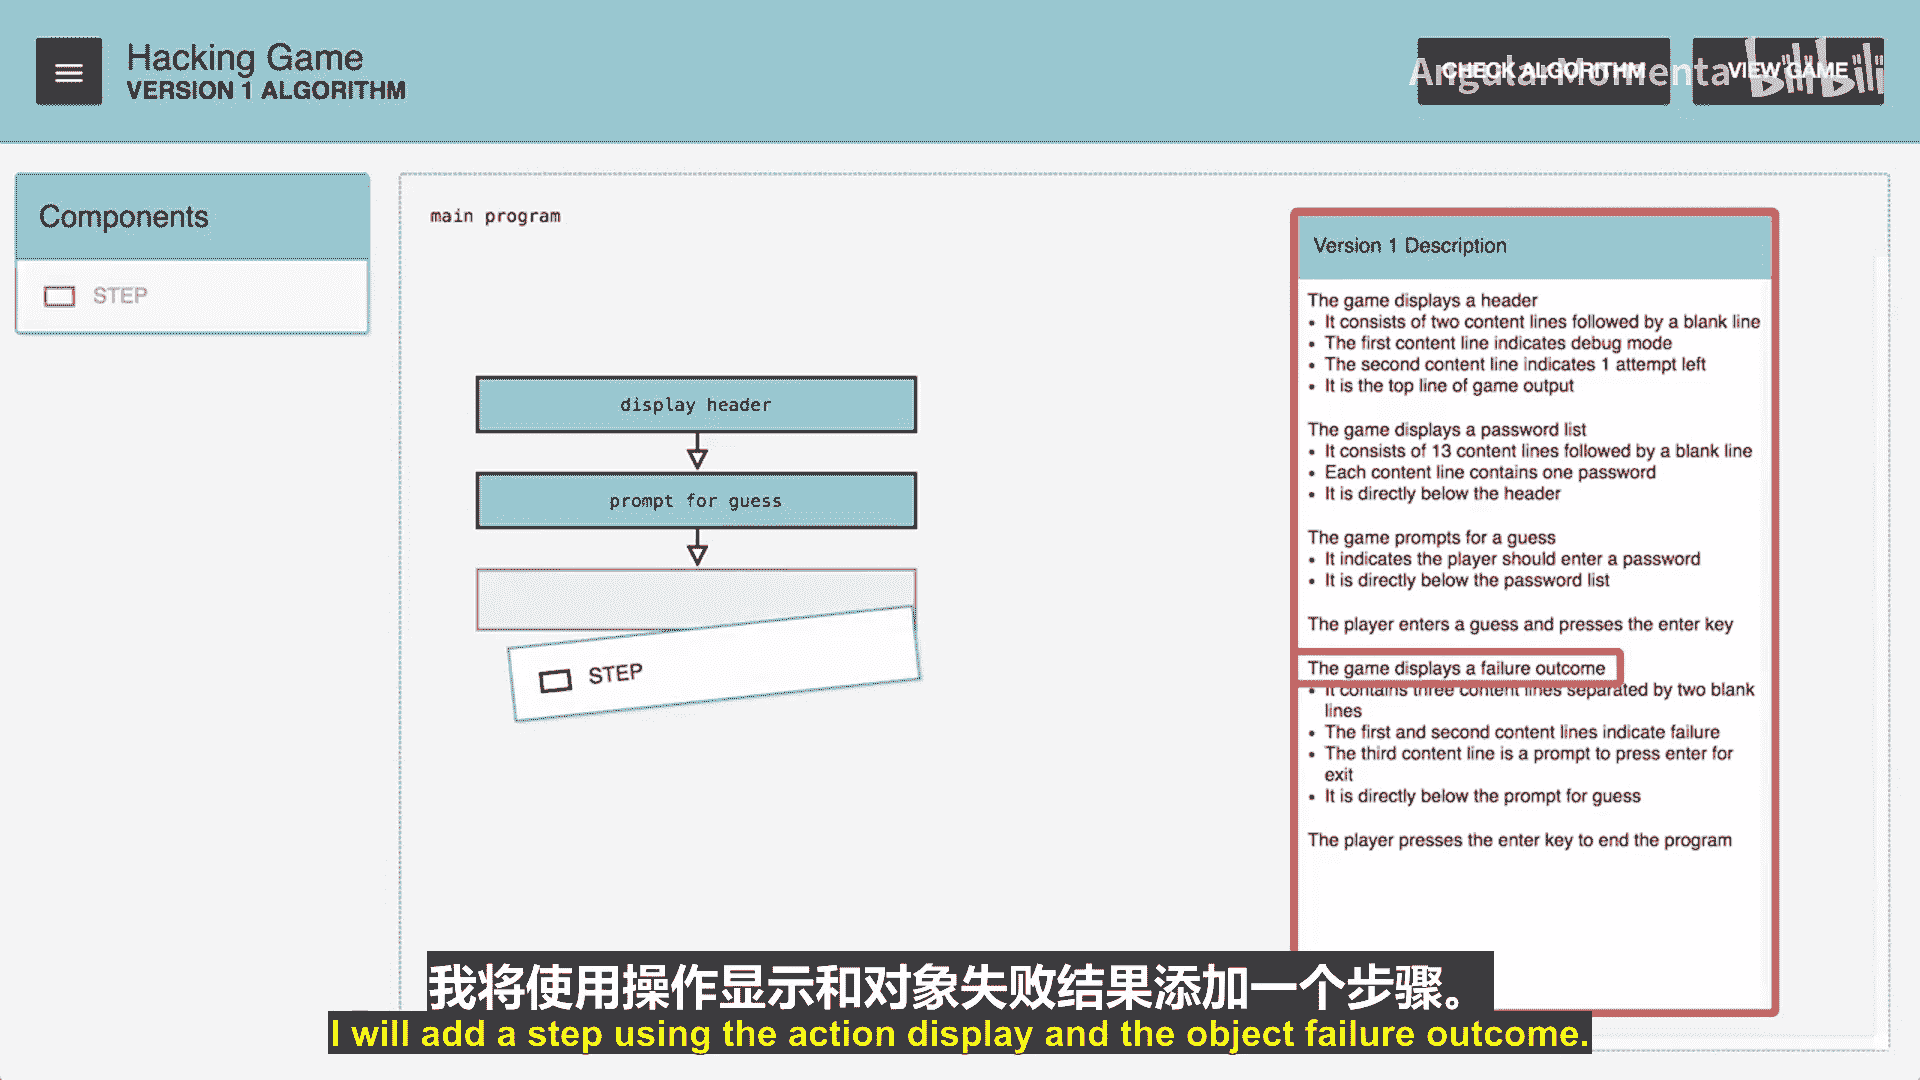 Hacking Game
VERSION 1 ALGORITHM
CHECK ALGORITHM
VIEW GAME
AngularMomenta
bilibili
Components
STEP
main program
display header
prompt for guess
STEP
Version 1 Description
The game displays a header
• It consists of two content lines followed by a blank line
• The first content line indicates debug mode
• The second content line indicates 1 attempt left
• It is the top line of game output
The game displays a password list
• It consists of 13 content lines followed by a blank line
• Each content line contains one password
• It is directly below the header
The game prompts for a guess
• It indicates the player should enter a password
• It is directly below the password list
The player enters a guess and presses the enter key
The game displays a failure outcome
• It contains three content lines separated by two blank
lines
• The first and second content lines indicate failure
• The third content line is a prompt to press enter for
exit
• It is directly below the prompt for guess
The player presses the enter key to end the program
我将使用操作显示和对象失败结果添加一个步骤。
I will add a step using the action display and the object failure outcome.